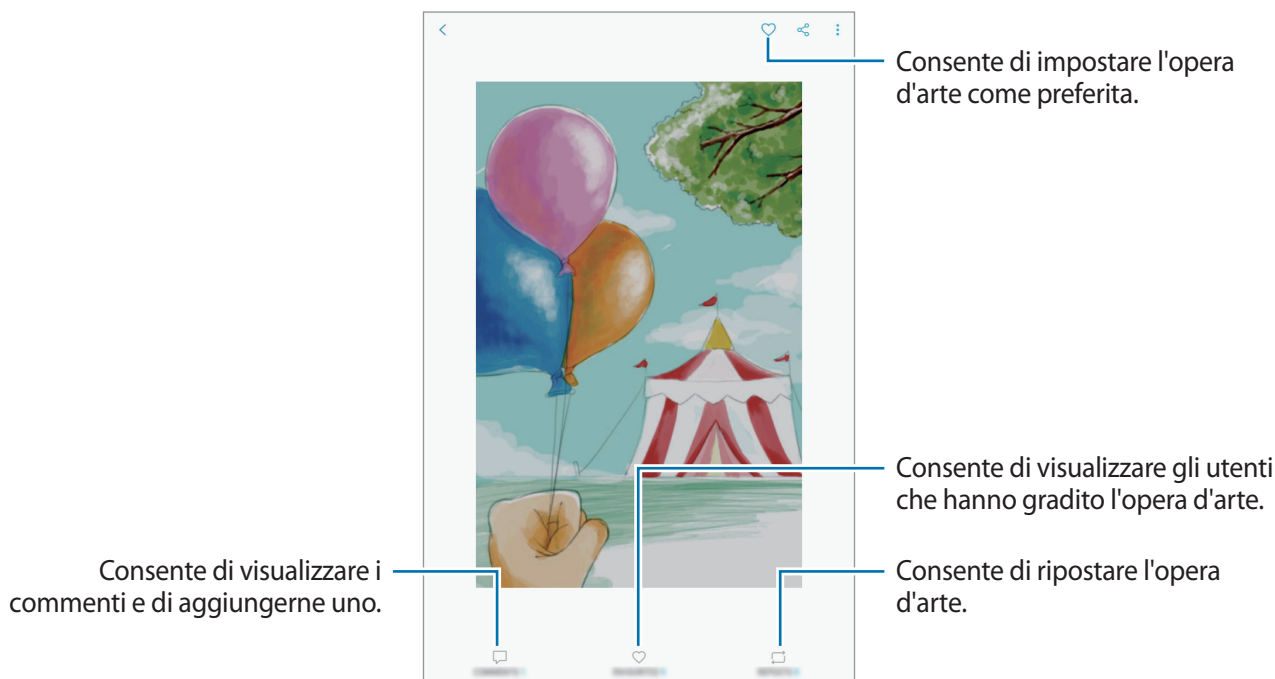 Consente di impostare l'opera
d'arte come preferita.
Consente di visualizzare gli utenti
che hanno gradito l'opera d'arte.
Consente di visualizzare i
commenti e di aggiungerne uno.
Consente di ripostare l'opera
d'arte.